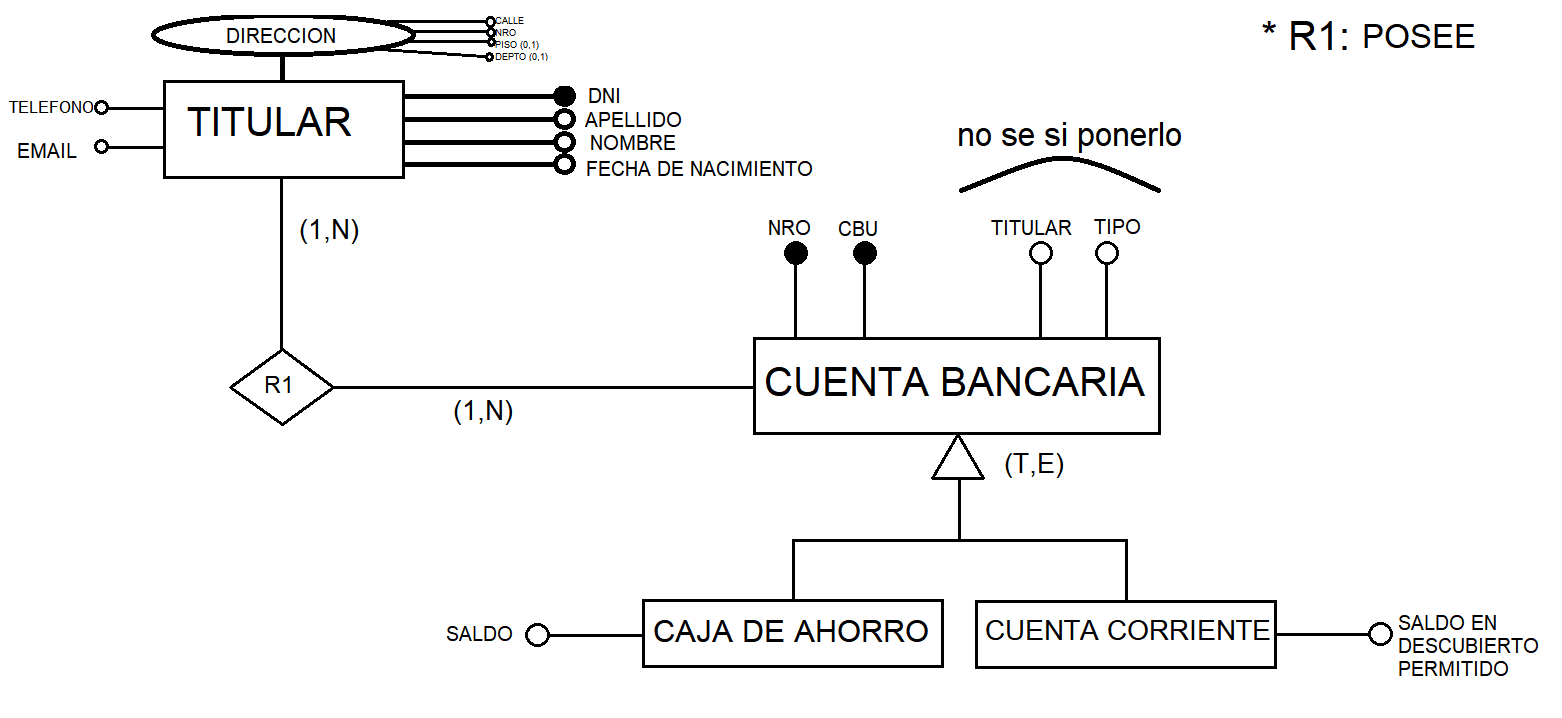 CALLE
DIRECCION
NRO
PISO (0,1)
DEPTO (0,1)
* R1: POSEE
TELEFONO
TITULAR
DNI
APELLIDO
EMAIL
NOMBRE
FECHA DE NACIMIENTO
no se si ponerlo
(1,N)
NRO
CBU
TITULAR
TIPO
R1
CUENTA BANCARIA
(1,N)
(T,E)
SALDO
CAJA DE AHORRO
CUENTA CORRIENTE
SALDO EN
DESCUBIERTO
PERMITIDO